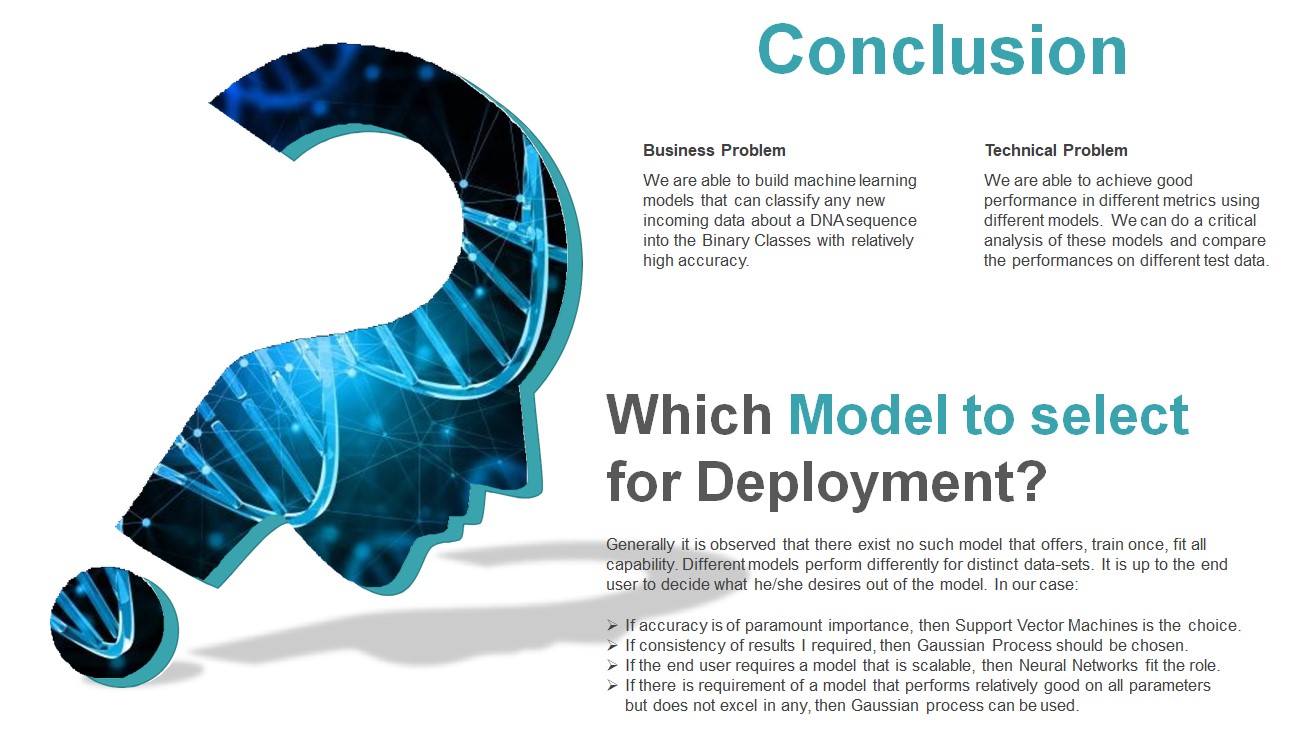 Conclusion
Business Problem
We are able to build machine learning
models that can classify any new
incoming data about a DNA sequence
into the Binary Classes with relatively
high accuracy.
Technical Problem
We are able to achieve good
performance in different metrics using
different models. We can do a critical
analysis of these models and compare
the performances on different test data.
Which Model to select
for Deployment?
Generally it is observed that there exist no such model that offers, train once, fit all
capability. Different models perform differently for distinct data-sets. It is up to the end
user to decide what he/she desires out of the model. In our case:
➢ If accuracy is of paramount importance, then Support Vector Machines is the choice.
➢ If consistency of results I required, then Gaussian Process should be chosen.
➢ If the end user requires a model that is scalable, then Neural Networks fit the role.
➢ If there is requirement of a model that performs relatively good on all parameters
but does not excel in any, then Gaussian process can be used.